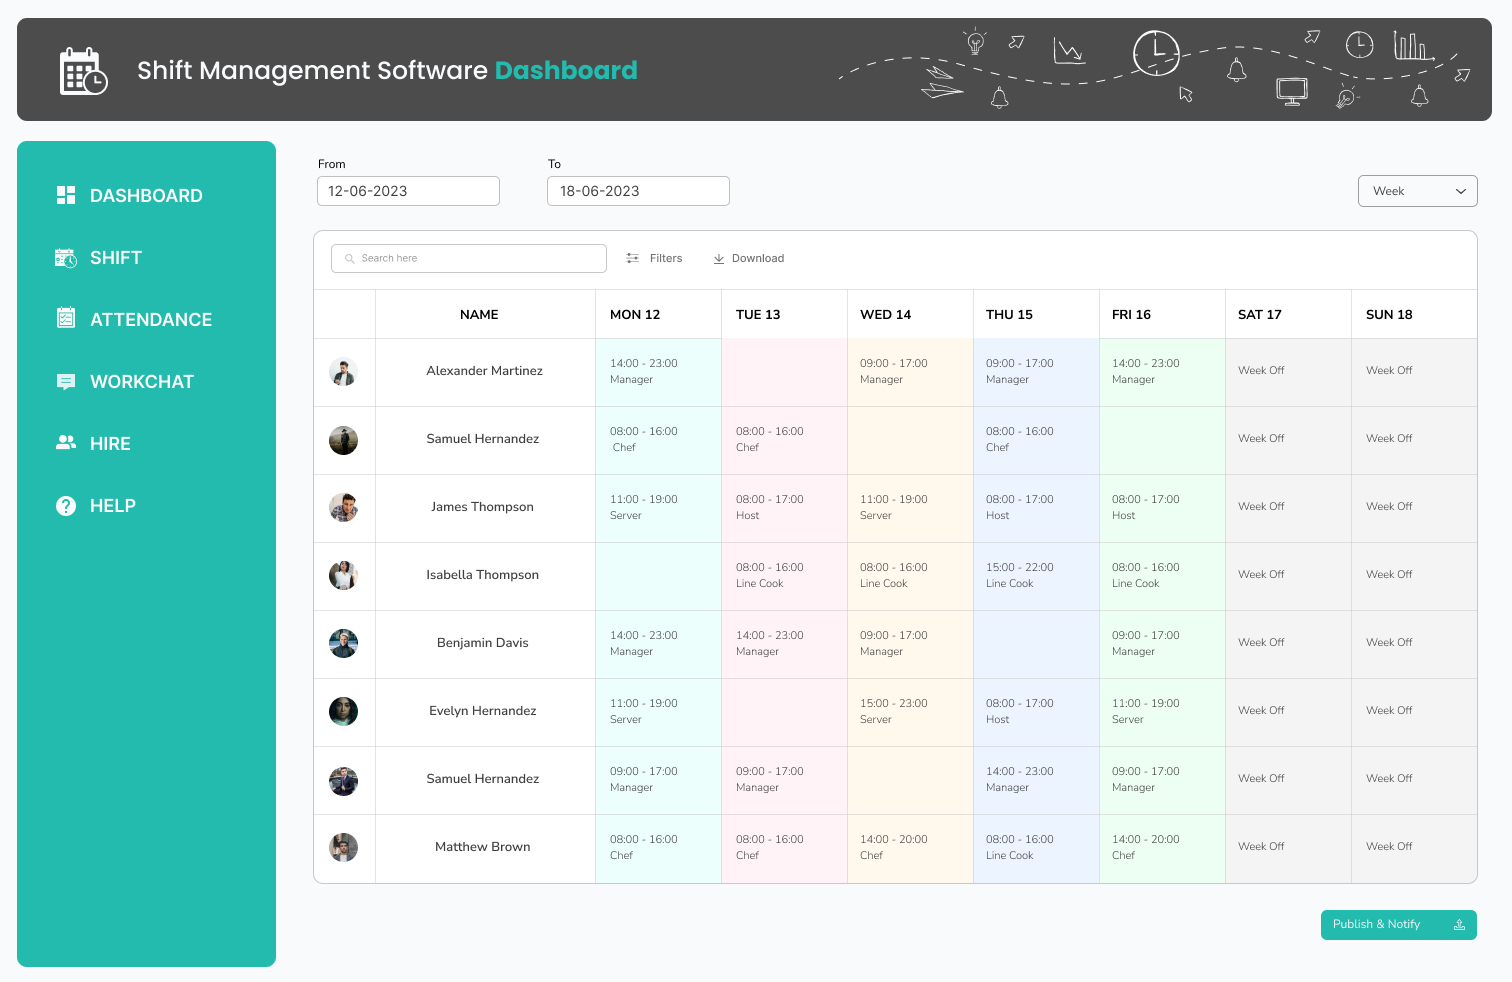 Shift Management Software Dashboard
DASHBOARD
SHIFT
ATTENDANCE
WORKCHAT
HIRE
HELP
From
To
12-06-2023
18-06-2023
Week
Search here
Filters
Download
NAME
MON 12
TUE 13
WED 14
THU 15
FRI 16
SAT 17
SUN 18
Alexander Martinez
14:00 - 23:00
Manager
09:00 - 17:00
Manager
09:00 - 17:00
Manager
14:00 - 23:00
Manager
Week Off
Week Off
Samuel Hernandez
08:00 - 16:00
Chef
08:00 - 16:00
Chef
08:00 - 16:00
Chef
Week Off
Week Off
James Thompson
11:00 - 19:00
Server
08:00 - 17:00
Host
11:00 - 19:00
Server
08:00 - 17:00
Host
08:00 - 17:00
Host
Week Off
Week Off
Isabella Thompson
08:00 - 16:00
Line Cook
08:00 - 16:00
Line Cook
15:00 - 22:00
Line Cook
08:00 - 16:00
Line Cook
Week Off
Week Off
Benjamin Davis
14:00 - 23:00
Manager
14:00 - 23:00
Manager
09:00 - 17:00
Manager
09:00 - 17:00
Manager
Week Off
Week Off
Evelyn Hernandez
11:00 - 19:00
Server
15:00 - 23:00
Server
08:00 - 17:00
Host
11:00 - 19:00
Server
Week Off
Week Off
Samuel Hernandez
09:00 - 17:00
Manager
09:00 - 17:00
Manager
14:00 - 23:00
Manager
09:00 - 17:00
Manager
Week Off
Week Off
Matthew Brown
08:00 - 16:00
Chef
08:00 - 16:00
Chef
14:00 - 20:00
Chef
08:00 - 16:00
Line Cook
14:00 - 20:00
Chef
Week Off
Week Off
Publish & Notify